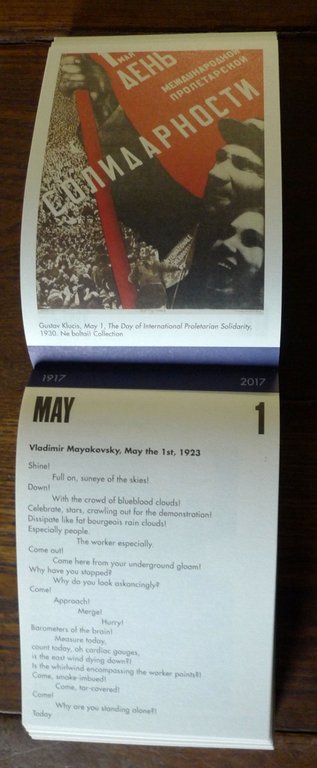 1 МАЙ
ДЕНЬ
МЕЖДУНАРОДНОЙ
ПРОЛЕТАРСКОЙ
СОЛИДАРНОСТИ
Gustav Klucis, May 1, The Day of International Proletarian Solidarity,
1930. Ne boltai! Collection
1917 2017
MAY 1
Vladimir Mayakovsky, May the 1st, 1923
Shine!
Full on, suneye of the skies!
Down!
With the crowd of blueblood clouds!
Celebrate, stars, crawling out for the demonstration!
Dissipate like fat bourgeois rain clouds!
Especially people.
The worker especially.
Come out!
Come here from your underground gloom!
Why have you stopped?
Why do you look askancingly?
Come!
Approach!
Merge!
Hurry!
Barometers of the brain!
Measure today,
count today, oh cardiac gauges,
is the east wind dying down?!
Is the whirlwind encompassing the worker points?!
Come, smoke-imbued!
Come, tar-covered!
Come!
Why are you standing alone?!
Today